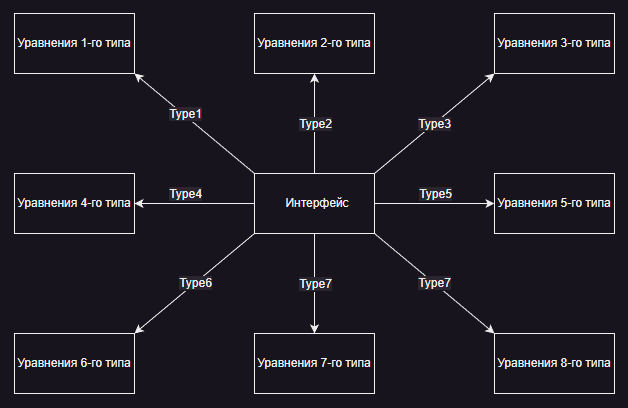 Уравнения 1-го типа
Уравнения 2-го типа
Уравнения 3-го типа
Type1
Type2
Type3
Уравнения 4-го типа
Type4
Интерфейс
Type5
Уравнения 5-го типа
Type6
Type7
Type7
Уравнения 6-го типа
Уравнения 7-го типа
Уравнения 8-го типа